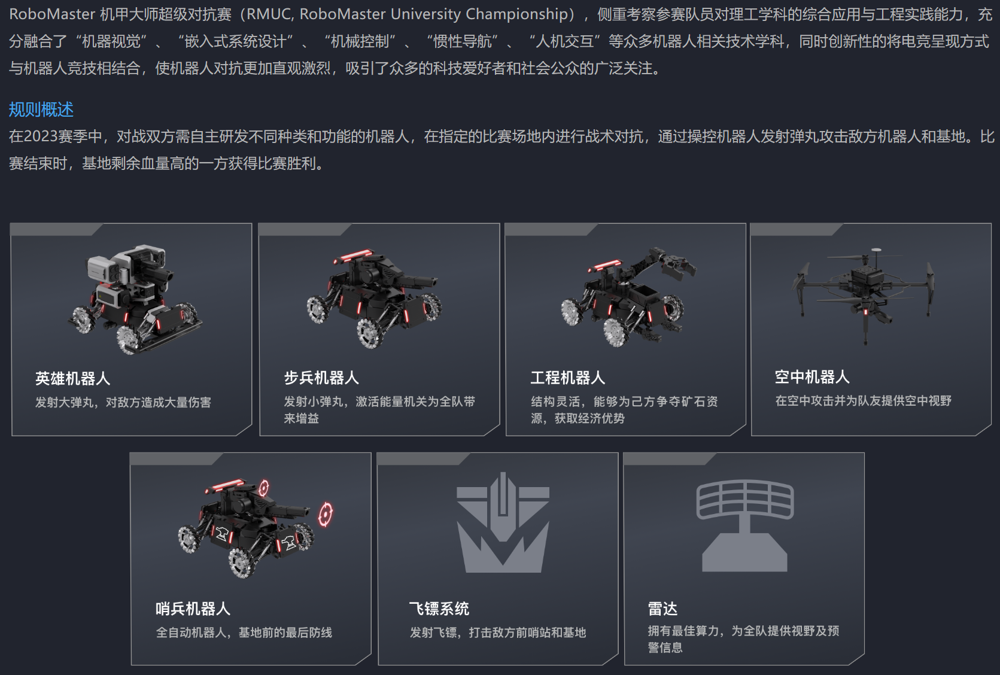 RoboMaster 机甲大师超级对抗赛（RMUC, RoboMaster University Championship），侧重考察参赛队员对理工学科的综合应用与工程实践能力，充
分融合了“机器视觉”、“嵌入式系统设计”、“机械控制”、“惯性导航”、“人机交互”等众多机器人相关技术学科，同时创新性的将电竞呈现方式
与机器人竞技相结合，使机器人对抗更加直观激烈，吸引了众多的科技爱好者和社会公众的广泛关注。
规则概述
在2023赛季中，对战双方需自主研发不同种类和功能的机器人，在指定的比赛场地内进行战术对抗，通过操控机器人发射弹丸攻击敌方机器人和基地。比
赛结束时，基地剩余血量高的一方获得比赛胜利。
英雄机器人
发射大弹丸，对敌方造成大量伤害
步兵机器人
发射小弹丸，激活能量机关为全队带
来增益
工程机器人
结构灵活，能够为己方争夺矿石资
源，获取经济优势
空中机器人
在空中攻击并为队友提供空中视野
哨兵机器人
全自动机器人，基地前的最后防线
飞镖系统
发射飞镖，打击敌方前哨站和基地
雷达
拥有最佳算力，为全队提供视野及预
警信息